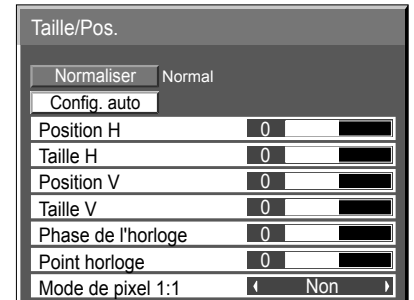 Taille/Pos.
Normaliser Normal
Config. auto
Position H 0
Taille H 0
Position V 0
Taille V 0
Phase de l'horloge 0
Point horloge 0
Mode de pixel 1:1 Non